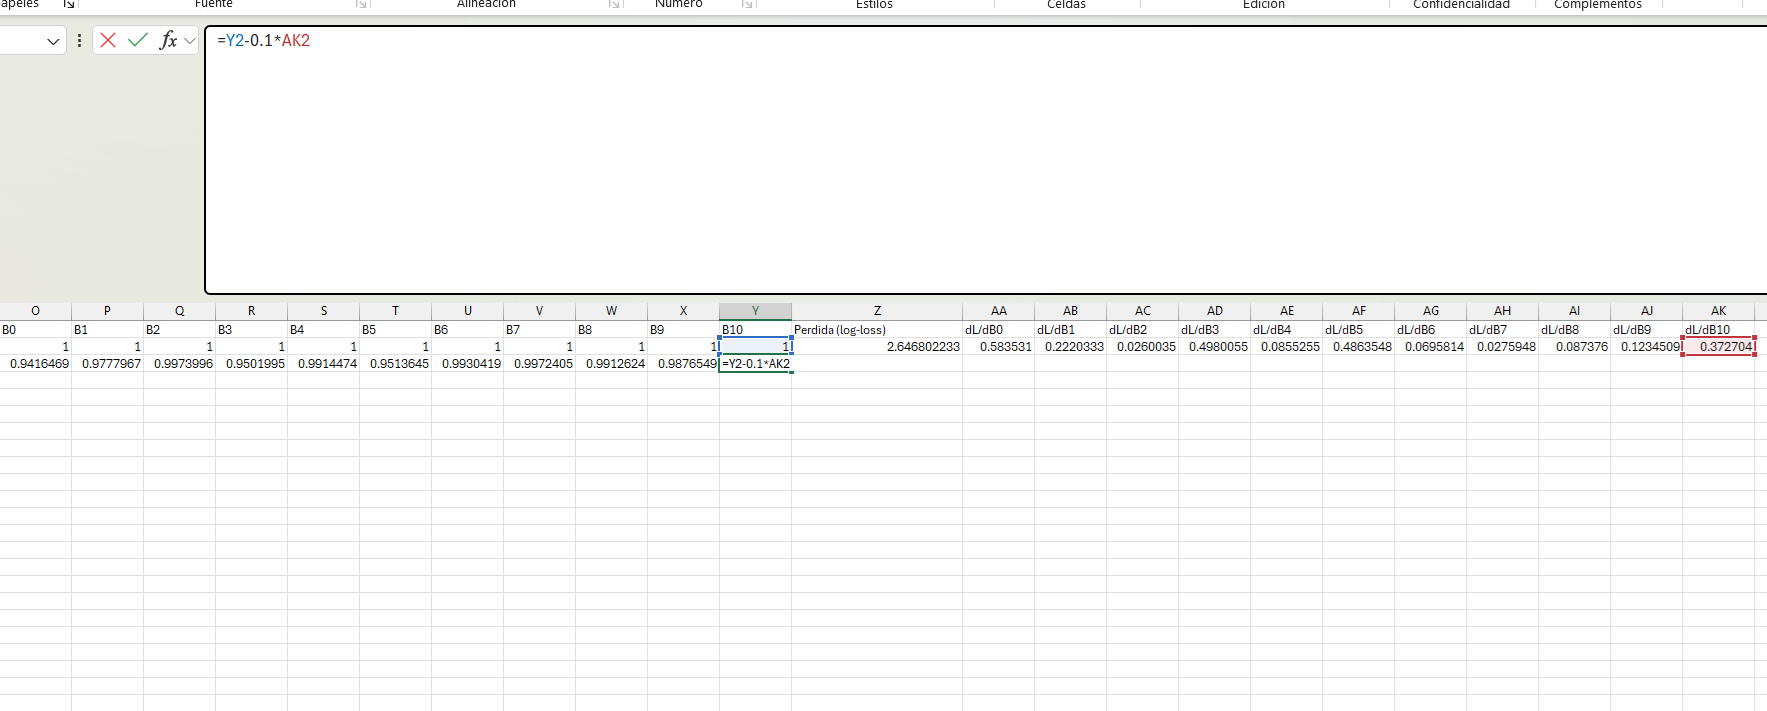 Fuente Alineación Número Estilos Celdas Edición Confidencialidad Complementos
fx =Y2-0.1*AK2
O P Q R S T U V W X Y Z AA AB AC AD AE AF AG AH AI AJ AK
B0 B1 B2 B3 B4 B5 B6 B7 B8 B9 B10 Perdida (log-loss) dL/dB0 dL/dB1 dL/dB2 dL/dB3 dL/dB4 dL/dB5 dL/dB6 dL/dB7 dL/dB8 dL/dB9 dL/dB10
1 1 1 1 1 1 1 1 1 1 1 2.646802233 0.583531 0.2220333 0.0260035 0.4980055 0.0855255 0.4863548 0.0695814 0.0275948 0.087376 0.1234509 0.372704
0.9416469 0.9777967 0.9973996 0.9501995 0.9914474 0.9513645 0.9930419 0.9972405 0.9912624 0.9876549 =Y2-0.1*AK2